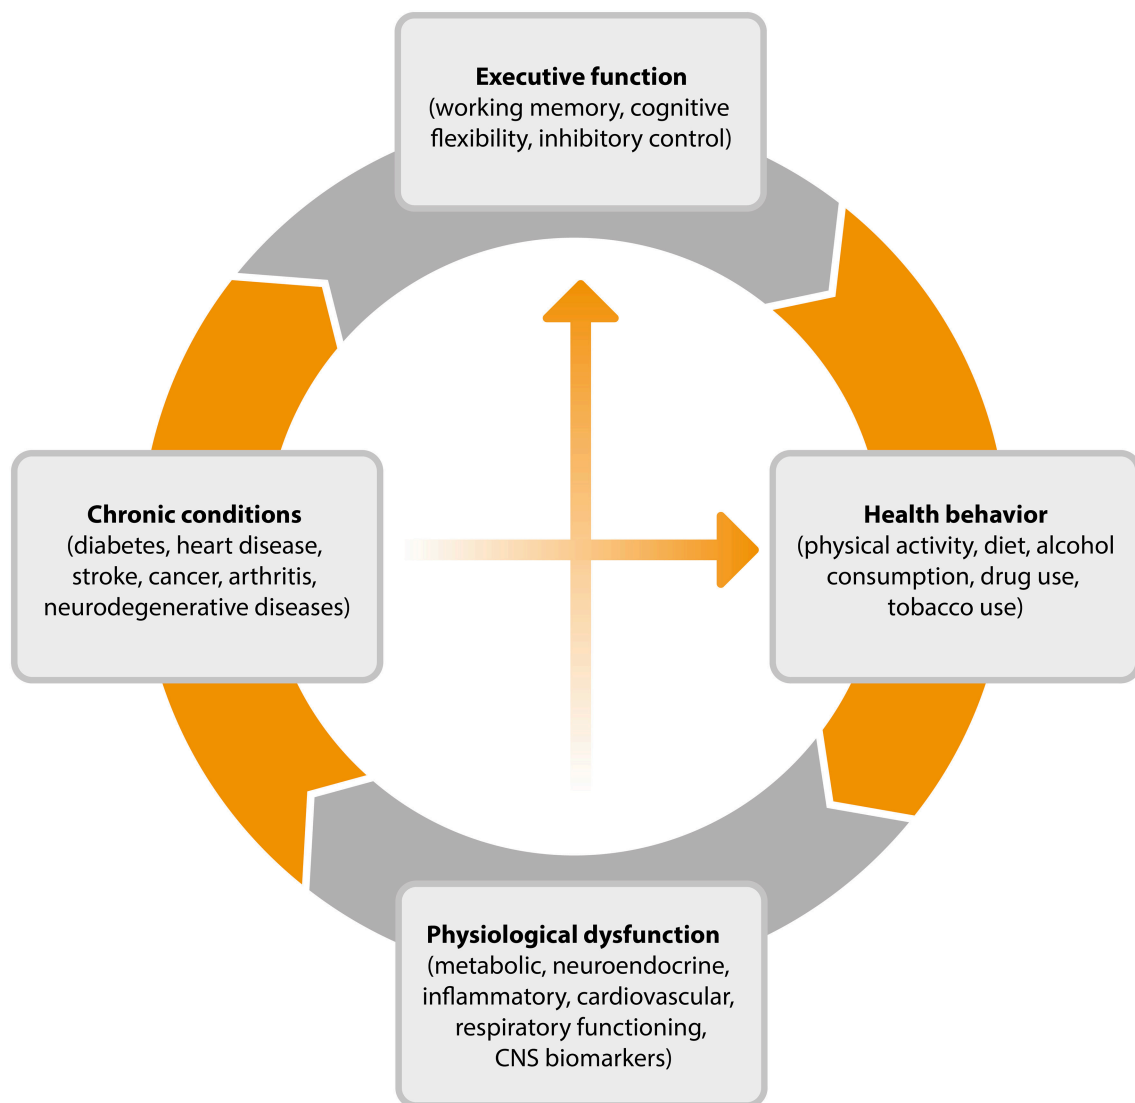 Executive function
(working memory, cognitive
flexibility, inhibitory control)
Chronic conditions
(diabetes, heart disease,
stroke, cancer, arthritis,
neurodegenerative diseases)
Health behavior
(physical activity, diet, alcohol
consumption, drug use,
tobacco use)
Physiological dysfunction
(metabolic, neuroendocrine,
inflammatory, cardiovascular,
respiratory functioning,
CNS biomarkers)